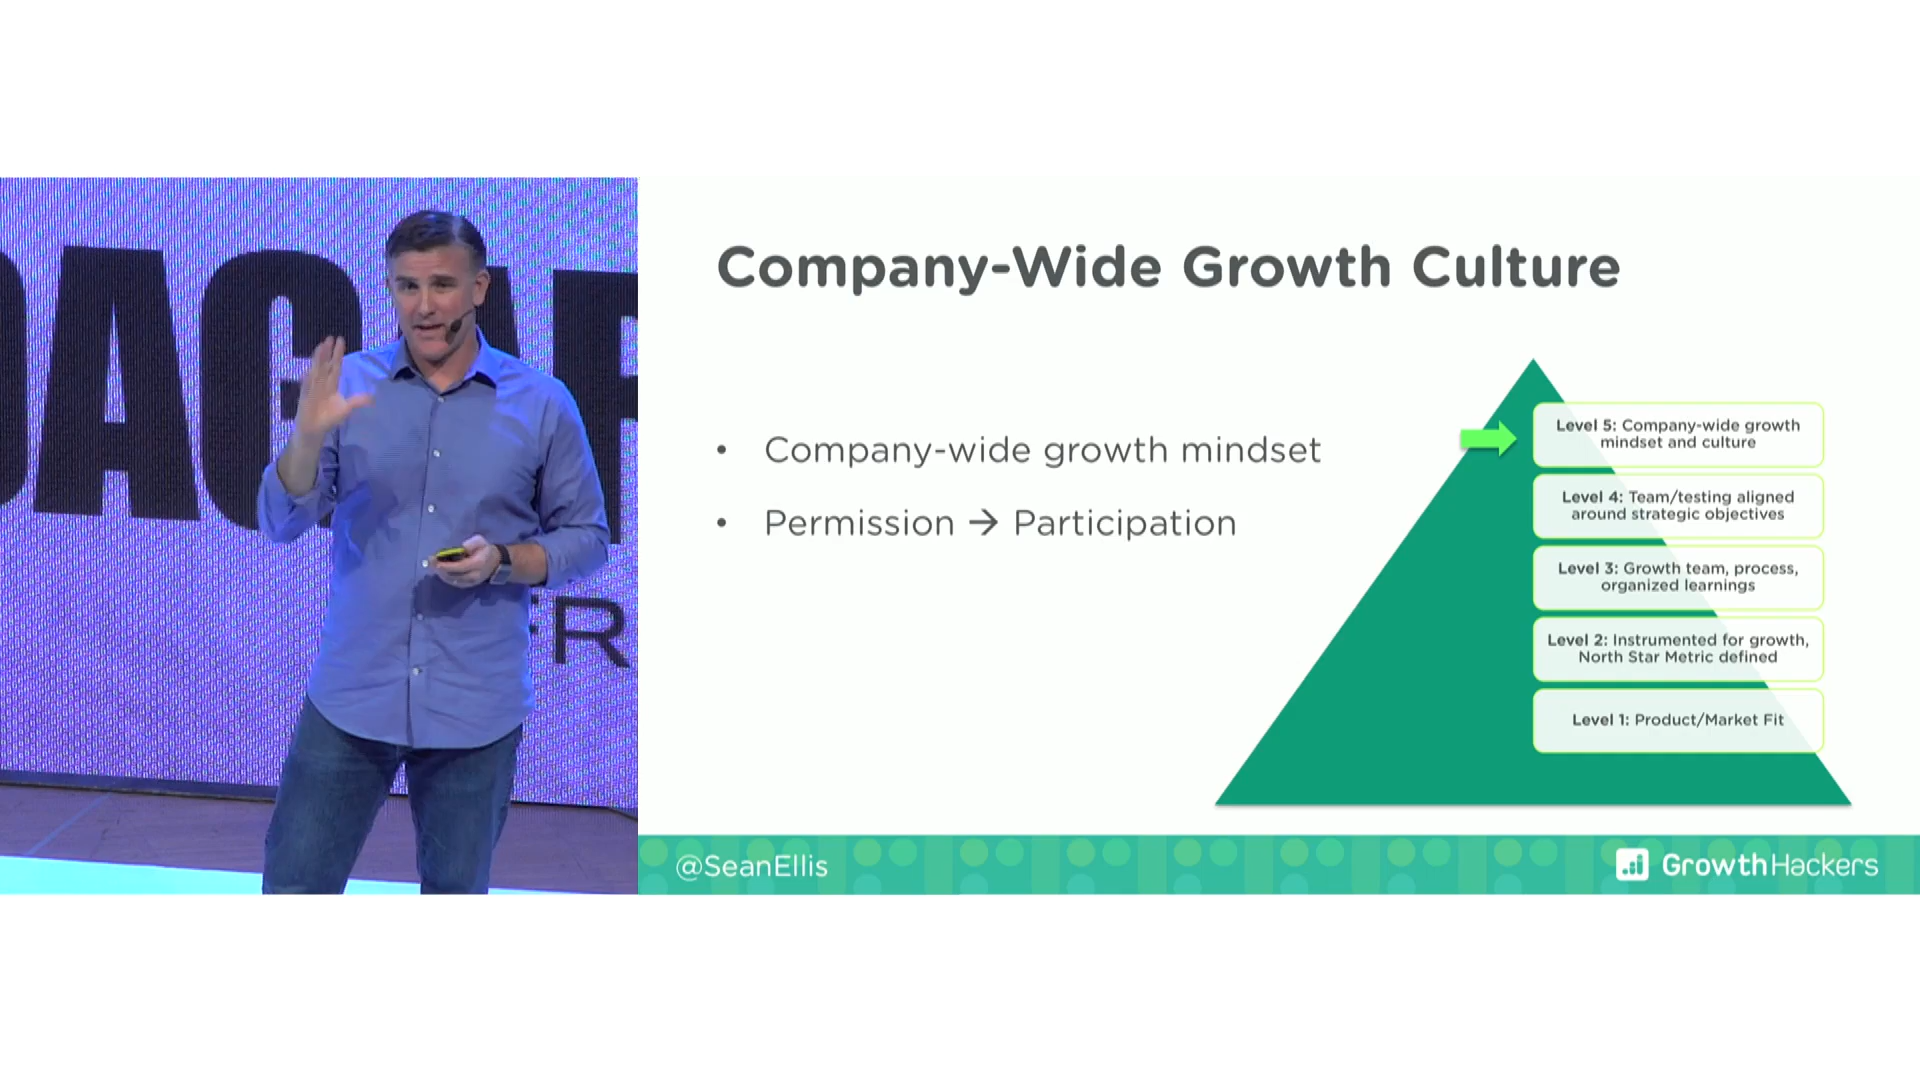 Company-Wide Growth Culture
• Company-wide growth mindset
• Permission → Participation
Level 5: Company-wide growth
mindset and culture
Level 4: Team/testing aligned
around strategic objectives
Level 3: Growth team, process,
organized learnings
Level 2: Instrumented for growth,
North Star Metric defined
Level 1: Product/Market Fit
@SeanEllis
GrowthHackers